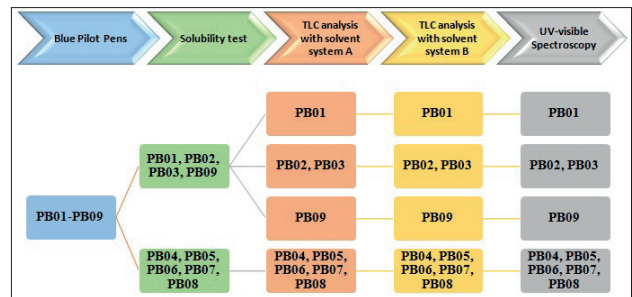 Blue Pilot Pens
Solubility test
TLC analysis
with solvent
system A
TLC analysis
with solvent
system B
UV-visible
Spectroscopy
PB01-PB09
PB01, PB02,
PB03, PB09
PB04, PB05,
PB06, PB07,
PB08
PB01
PB02, PB03
PB09
PB04, PB05,
PB06, PB07,
PB08
PB01
PB02, PB03
PB09
PB04, PB05,
PB06, PB07,
PB08
PB01
PB02, PB03
PB09
PB04, PB05,
PB06, PB07,
PB08